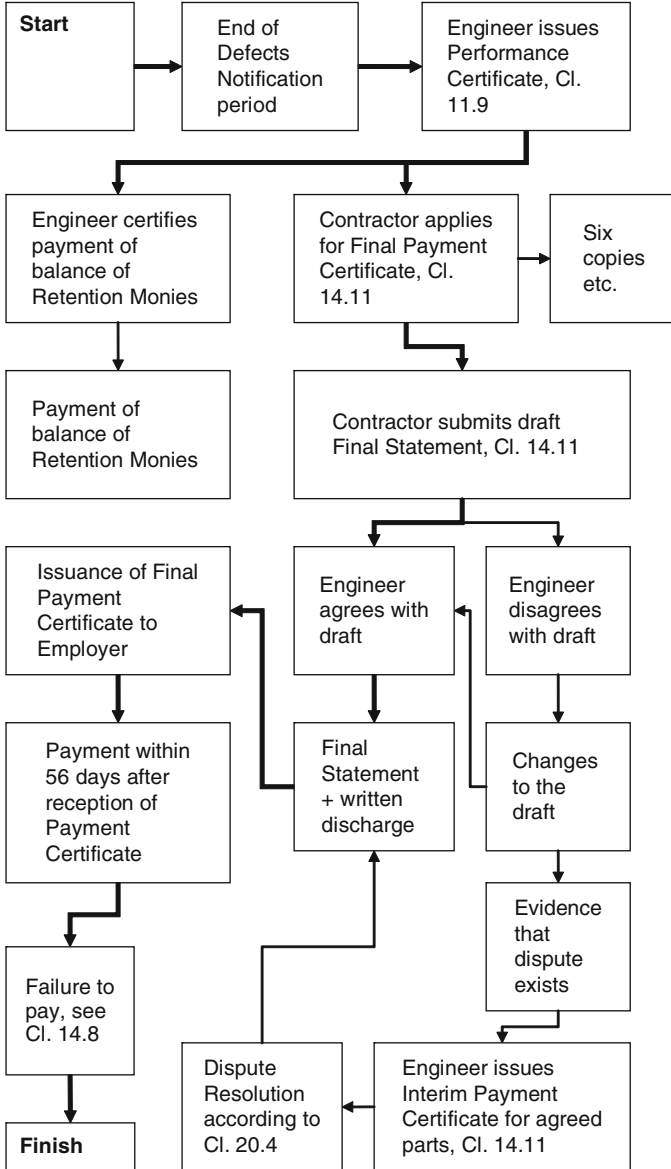 Start
End of
Defects
Notification
period
Engineer issues
Performance
Certificate, Cl.
11.9
Engineer certifies
payment of
balance of
Retention Monies
Contractor applies
for Final Payment
Certificate, Cl.
14.11
Six
copies
etc.
Payment of
balance of
Retention Monies
Contractor submits draft
Final Statement, Cl. 14.11
Issuance of Final
Payment
Certificate to
Employer
Engineer
agrees with
draft
Engineer
disagrees
with draft
Payment within
56 days after
reception of
Payment
Certificate
Final
Statement
+ written
discharge
Changes
to the
draft
Evidence
that
dispute
exists
Failure to
pay, see
Cl. 14.8
Dispute
Resolution
according to
Cl. 20.4
Engineer issues
Interim Payment
Certificate for agreed
parts, Cl. 14.11
Finish